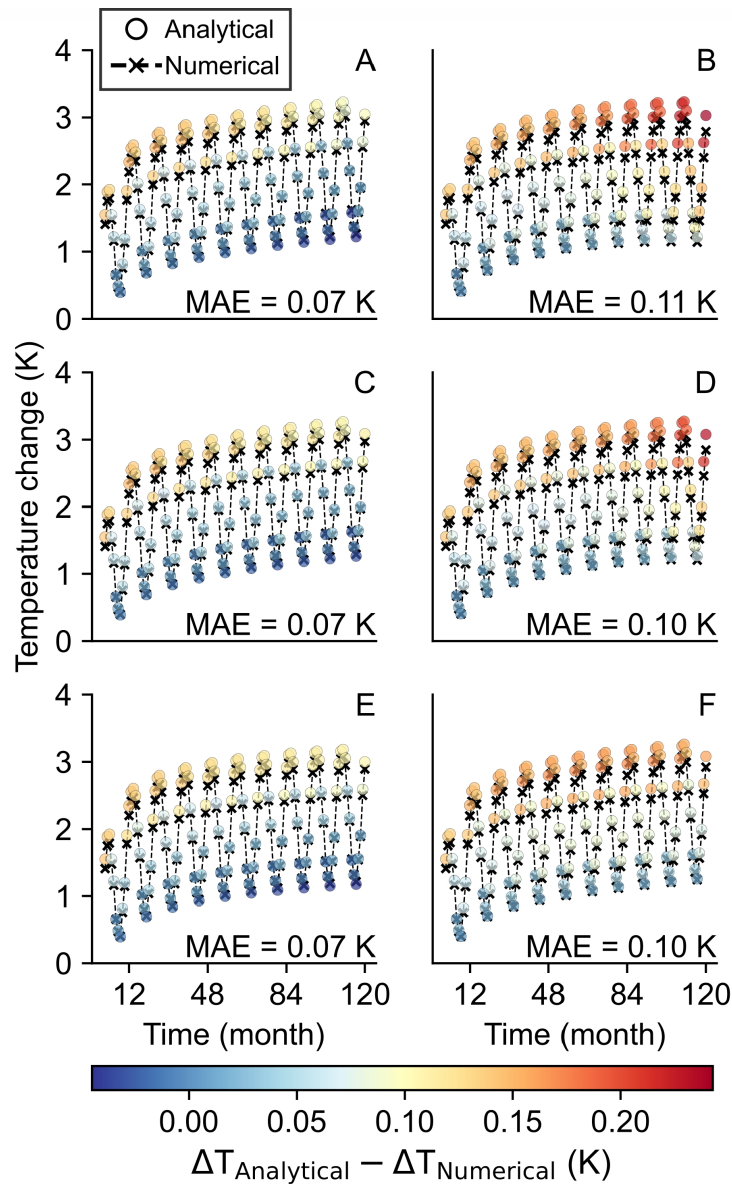 Analytical
Numerical
A
B
4
3
2
1
0
MAE = 0.07 K
MAE = 0.11 K
C
D
4
3
2
1
0
MAE = 0.07 K
MAE = 0.10 K
Temperature change (K)
E
F
4
3
2
1
0
MAE = 0.07 K
MAE = 0.10 K
12 48 84 120
12 48 84 120
Time (month)
Time (month)
0.00 0.05 0.10 0.15 0.20
ΔTAnalytical − ΔTNumerical (K)